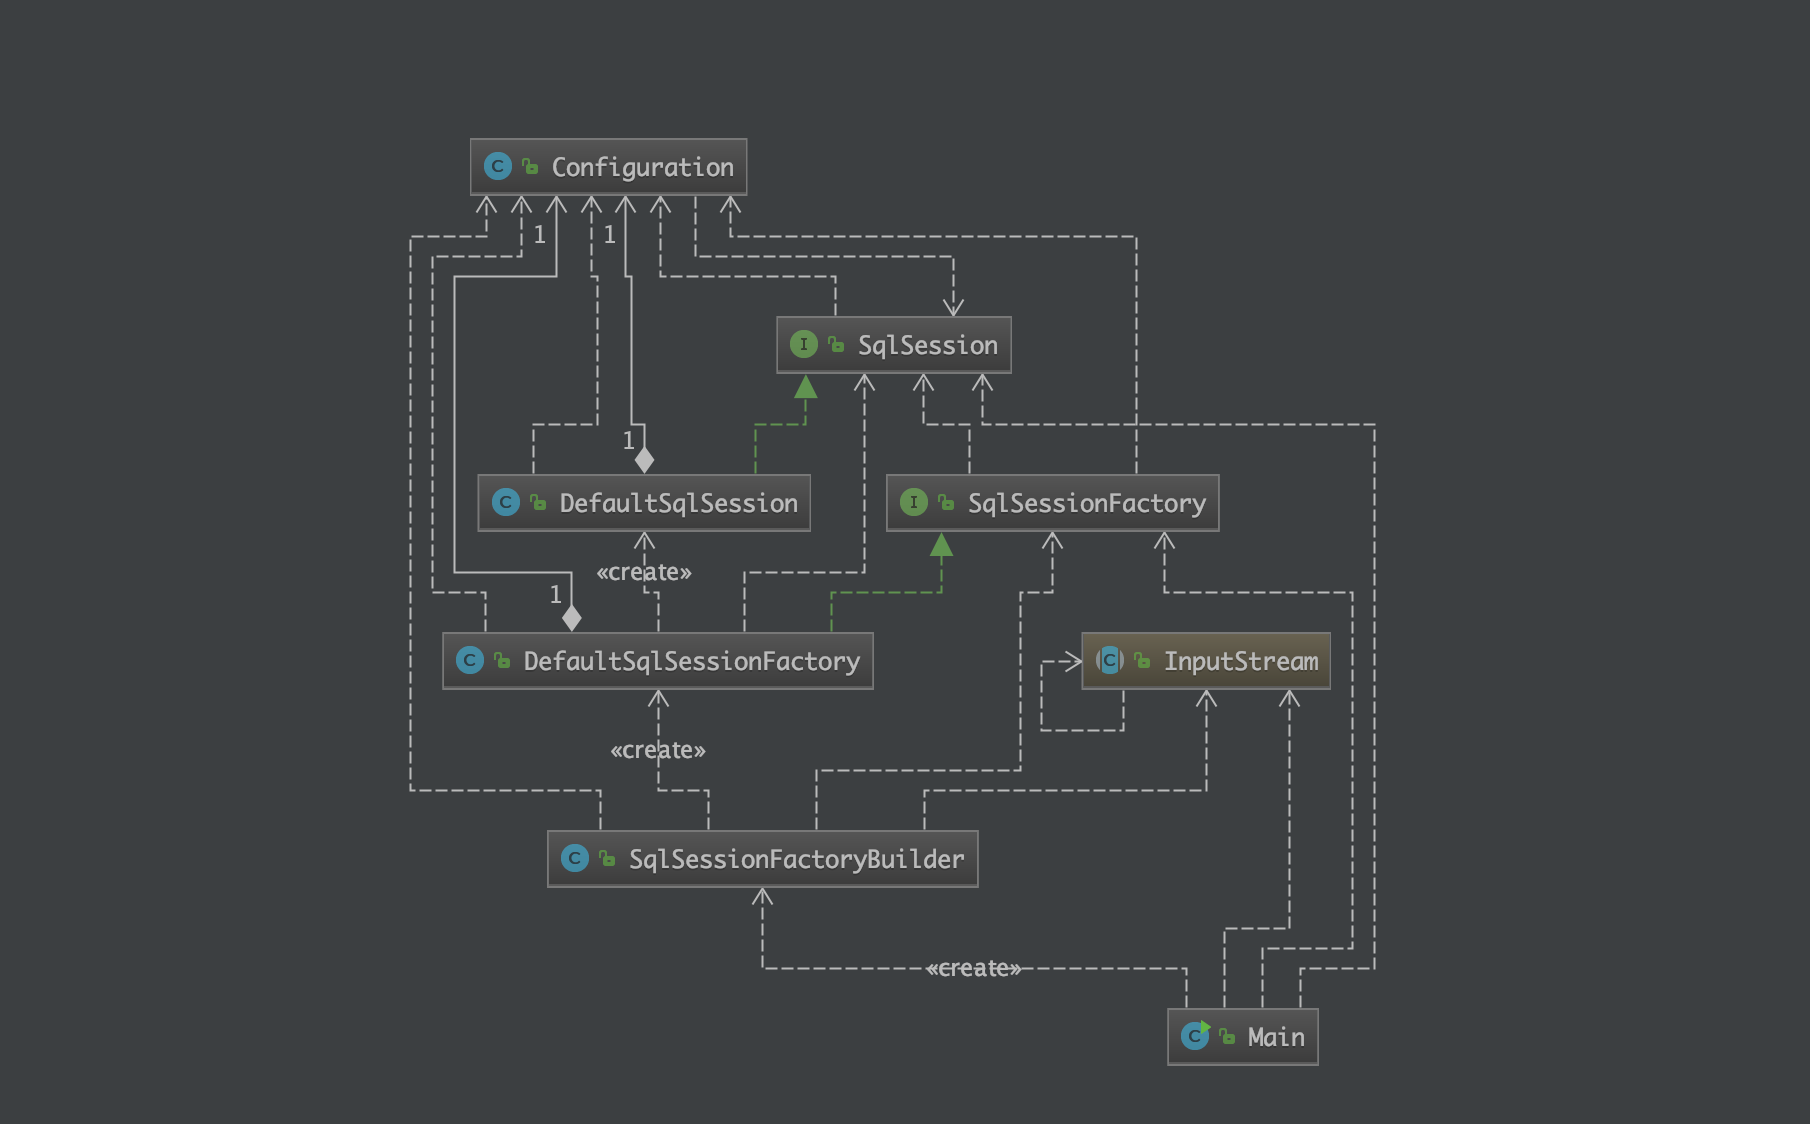 C Configuration
1
1
I SqlSession
1
C DefaultSqlSession
I SqlSessionFactory
«create»
1
C DefaultSqlSessionFactory
C InputStream
«create»
C SqlSessionFactoryBuilder
«create»
C Main